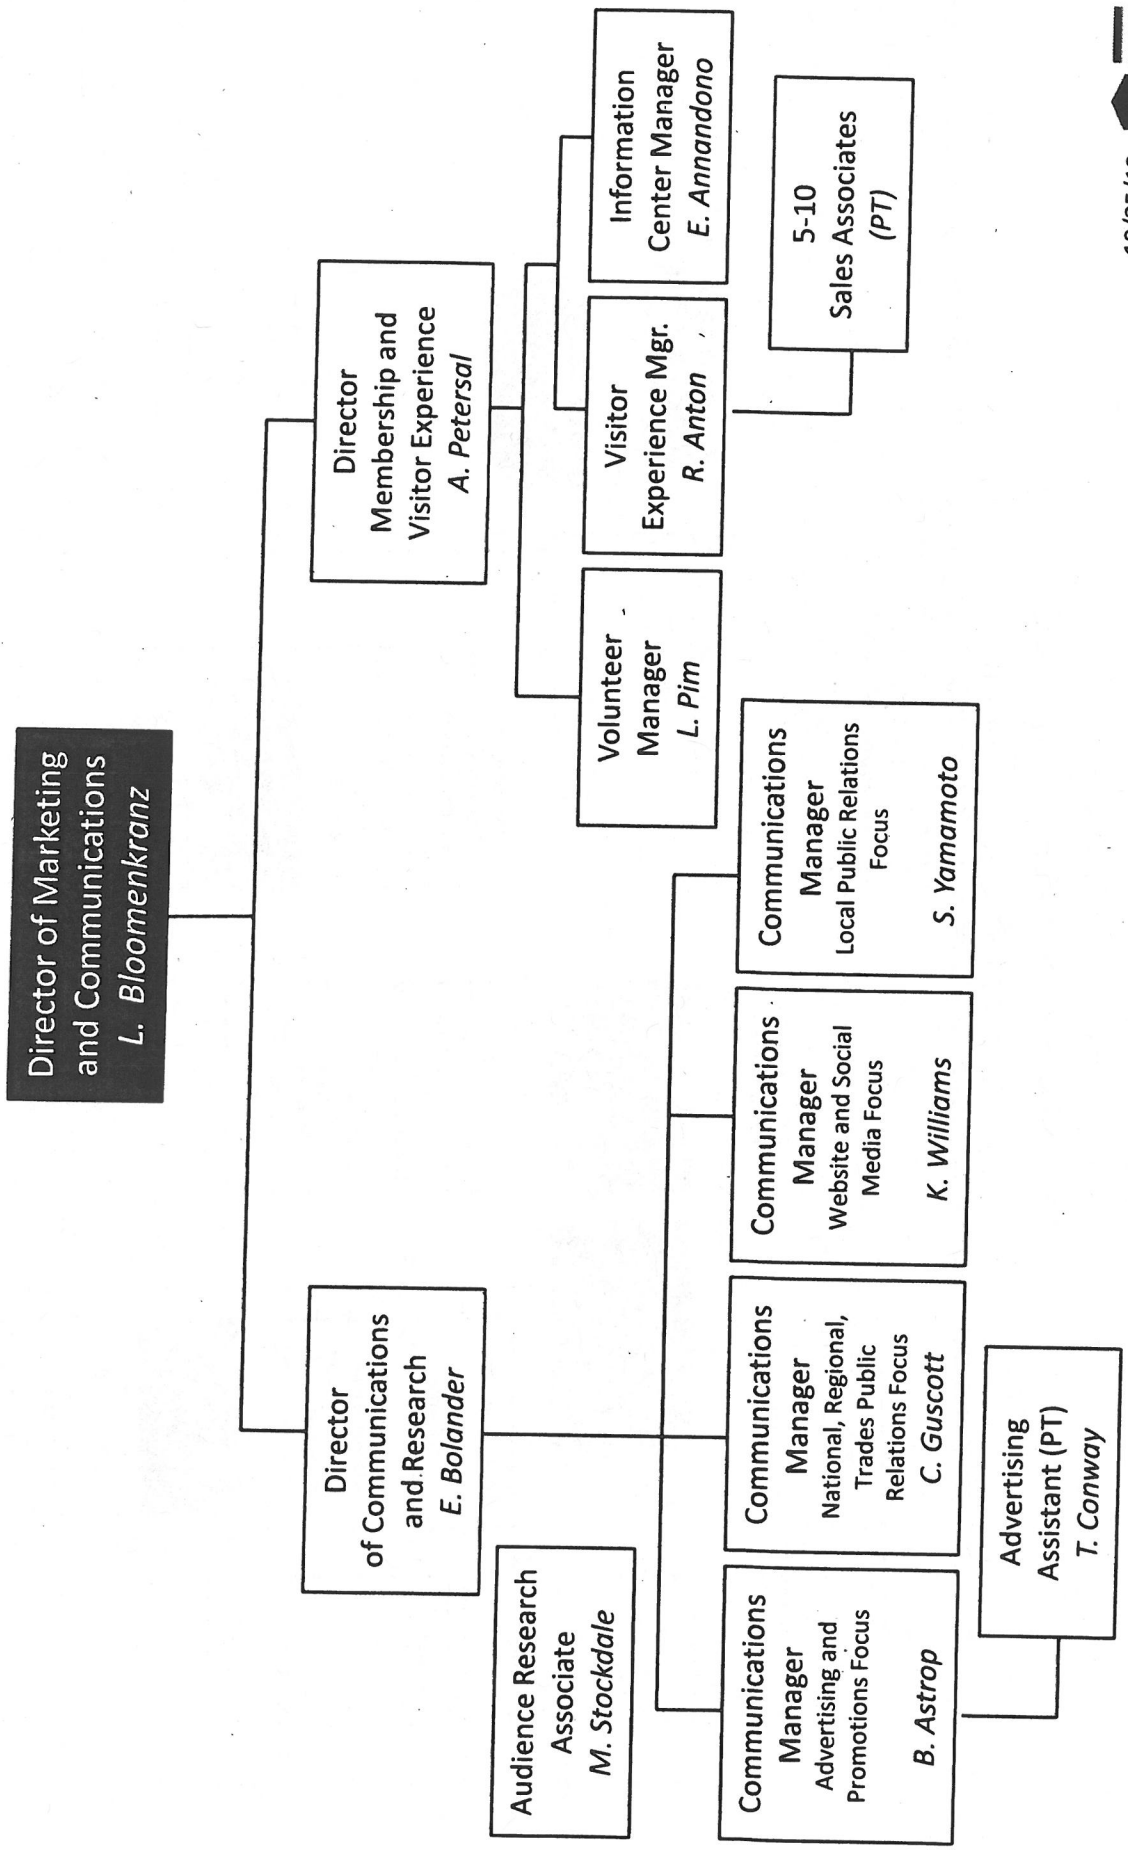 Director of Marketing
and Communications
L. Bloomenkranz
Director
of Communications
and Research
E. Bolander
Director
Membership and
Visitor Experience
A. Petersal
Audience Research
Associate
M. Stockdale
Volunteer
Manager
L. Pim
Visitor
Experience Mgr.
R. Anton
Information
Center Manager
E. Annandono
Communications
Manager
Advertising and
Promotions Focus
B. Astrop
Communications
Manager
National, Regional,
Trades Public
Relations Focus
C. Guscott
Communications
Manager
Website and Social
Media Focus
K. Williams
Communications
Manager
Local Public Relations
Focus
S. Yamamoto
5-10
Sales Associates
(PT)
Advertising
Assistant (PT)
T. Conway